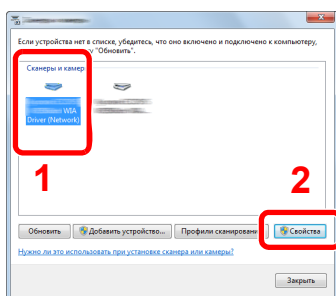 Если устройства нет в списке, убедитесь, что оно включено и подключено к компьютеру,
у "Обновить".
Сканеры и камер
WIA
Driver (Network)
1
2
Обновить
Добавить устройство...
Профили сканирован
Свойства
Нужно ли это использовать при установке сканера или камеры?
Закрыть